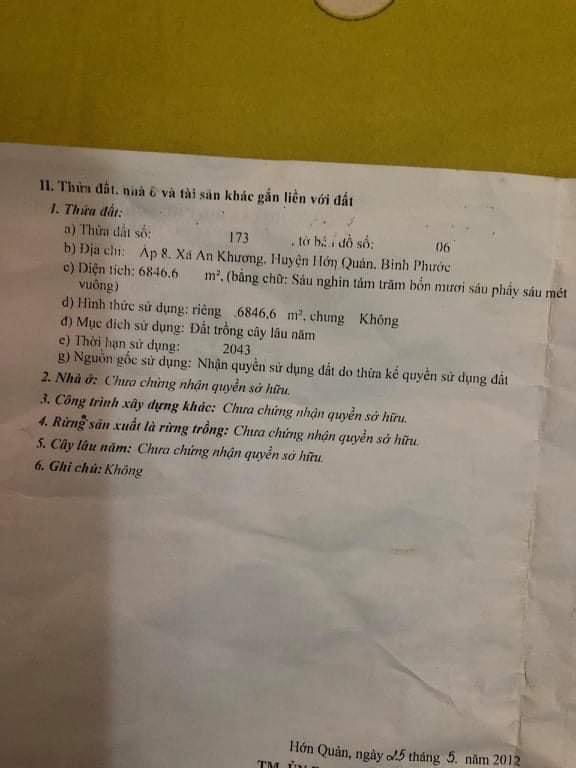 II. Thửa đất, nhà ở và tài sản khác gắn liền với đất
1. Thửa đất:
a) Thửa đất số: 173 , tờ bản đồ số: 06
b) Địa chỉ: Ấp 8, Xã An Khương, Huyện Hớn Quản, Bình Phước
c) Diện tích: 6846,6 m², (bằng chữ: Sáu nghìn tám trăm bốn mươi sáu phẩy sáu mét
vuông)
d) Hình thức sử dụng: riêng 6846,6 m², chung Không
đ) Mục đích sử dụng: Đất trồng cây lâu năm
e) Thời hạn sử dụng: 2043
g) Nguồn gốc sử dụng: Nhận quyền sử dụng đất do thừa kế quyền sử dụng đất
2. Nhà ở: Chưa chứng nhận quyền sở hữu.
3. Công trình xây dựng khác: Chưa chứng nhận quyền sở hữu.
4. Rừng sản xuất là rừng trồng: Chưa chứng nhận quyền sở hữu.
5. Cây lâu năm: Chưa chứng nhận quyền sở hữu.
6. Ghi chú: Không
Hớn Quản, ngày 25 tháng 5. năm 2012
TM. ỦY